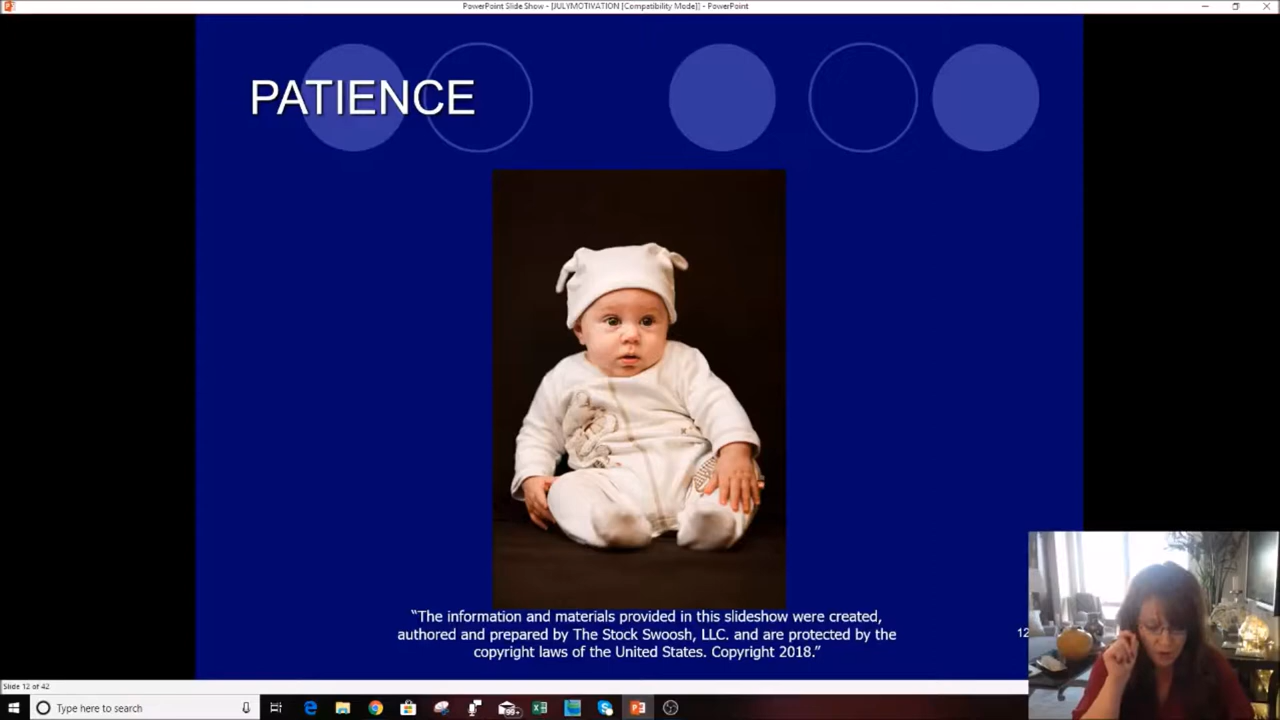 PowerPoint Slide Show - [JULYMOTIVATION [Compatibility Mode]] - PowerPoint
PATIENCE
“The information and materials provided in this slideshow were created,
authored and prepared by The Stock Swoosh, LLC. and are protected by the
copyright laws of the United States. Copyright 2018.”
12
Slide 12 of 42
Type here to search
99+